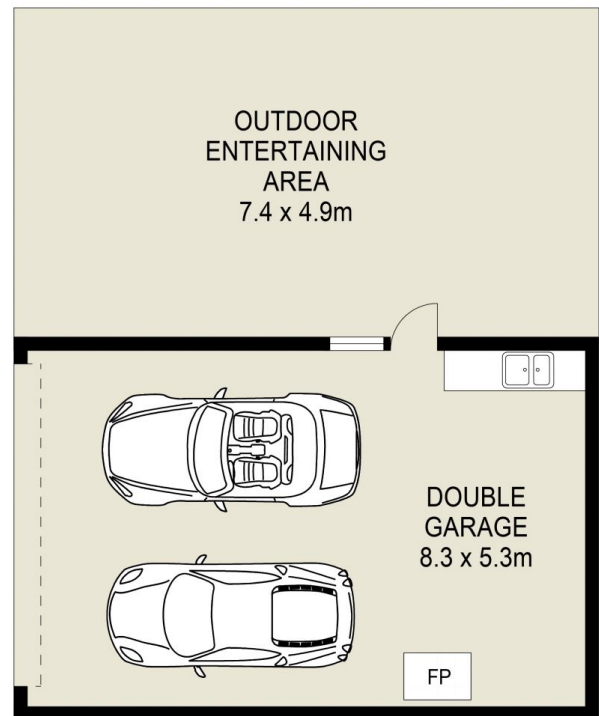 OUTDOOR
ENTERTAINING
AREA
7.4 x 4.9m
DOUBLE
GARAGE
8.3 x 5.3m
FP